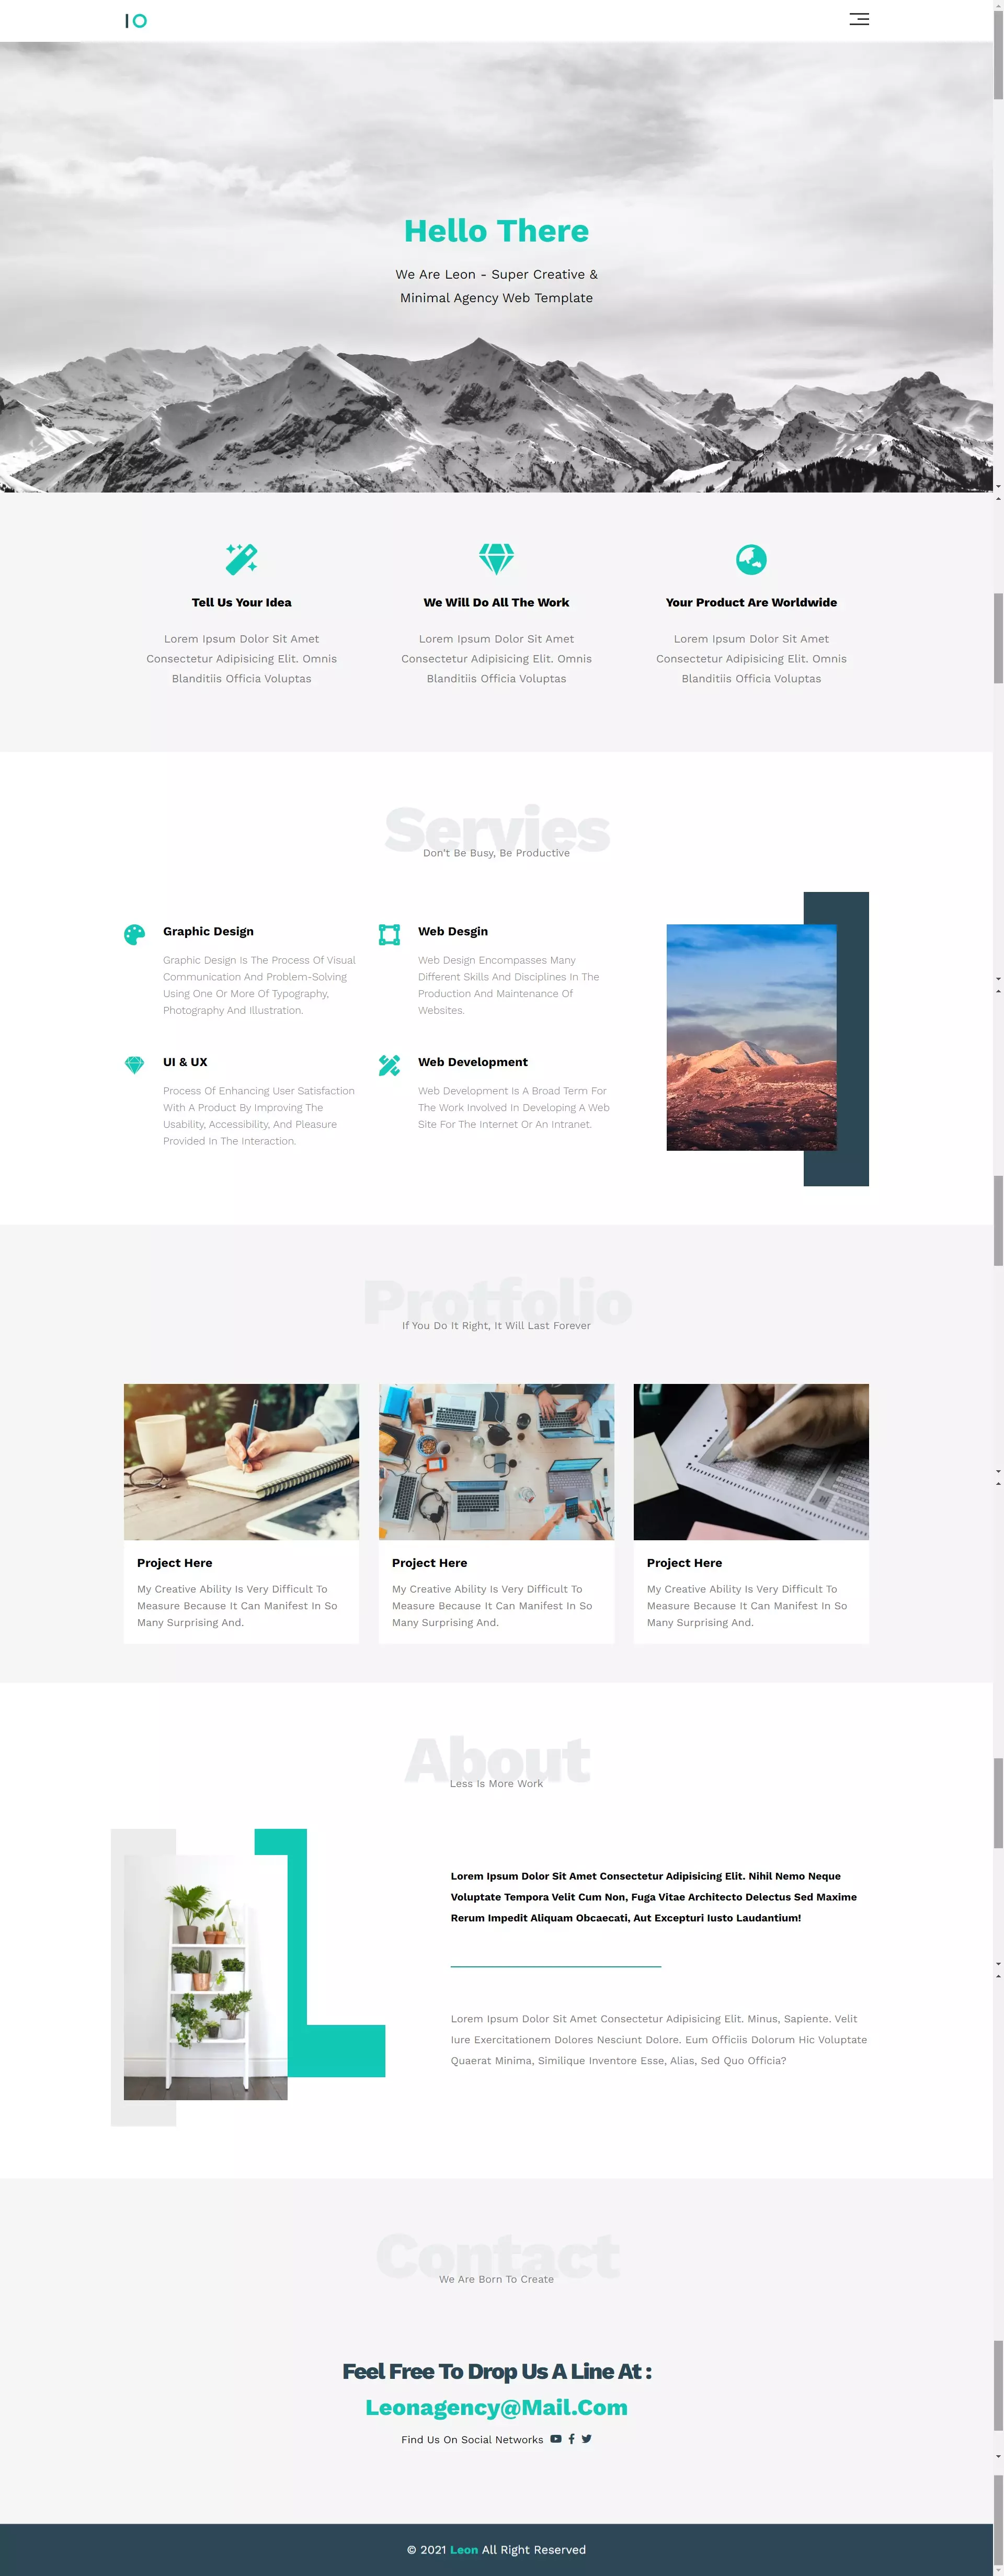 IO
Hello There
We Are Leon - Super Creative &
Minimal Agency Web Template
Tell Us Your Idea
Lorem Ipsum Dolor Sit Amet
Consectetur Adipisicing Elit. Omnis
Blanditiis Officia Voluptas
We Will Do All The Work
Lorem Ipsum Dolor Sit Amet
Consectetur Adipisicing Elit. Omnis
Blanditiis Officia Voluptas
Your Product Are Worldwide
Lorem Ipsum Dolor Sit Amet
Consectetur Adipisicing Elit. Omnis
Blanditiis Officia Voluptas
Servies
Don't Be Busy, Be Productive
Graphic Design
Graphic Design Is The Process Of Visual
Communication And Problem-Solving
Using One Or More Of Typography,
Photography And Illustration.
Web Desgin
Web Design Encompasses Many
Different Skills And Disciplines In The
Production And Maintenance Of
Websites.
UI & UX
Process Of Enhancing User Satisfaction
With A Product By Improving The
Usability, Accessibility, And Pleasure
Provided In The Interaction.
Web Development
Web Development Is A Broad Term For
The Work Involved In Developing A Web
Site For The Internet Or An Intranet.
Protfolio
If You Do It Right, It Will Last Forever
Project Here
My Creative Ability Is Very Difficult To
Measure Because It Can Manifest In So
Many Surprising And.
Project Here
My Creative Ability Is Very Difficult To
Measure Because It Can Manifest In So
Many Surprising And.
Project Here
My Creative Ability Is Very Difficult To
Measure Because It Can Manifest In So
Many Surprising And.
About
Less Is More Work
Lorem Ipsum Dolor Sit Amet Consectetur Adipisicing Elit. Nihil Nemo Neque
Voluptate Tempora Velit Cum Non, Fuga Vitae Architecto Delectus Sed Maxime
Rerum Impedit Aliquam Obcaecati, Aut Excepturi Iusto Laudantium!
Lorem Ipsum Dolor Sit Amet Consectetur Adipisicing Elit. Minus, Sapiente. Velit
Iure Exercitationem Dolores Nesciunt Dolore. Eum Officiis Dolorum Hic Voluptate
Quaerat Minima, Similique Inventore Esse, Alias, Sed Quo Officia?
Contact
We Are Born To Create
Feel Free To Drop Us A Line At :
Leonagency@Mail.Com
Find Us On Social Networks
© 2021 Leon All Right Reserved